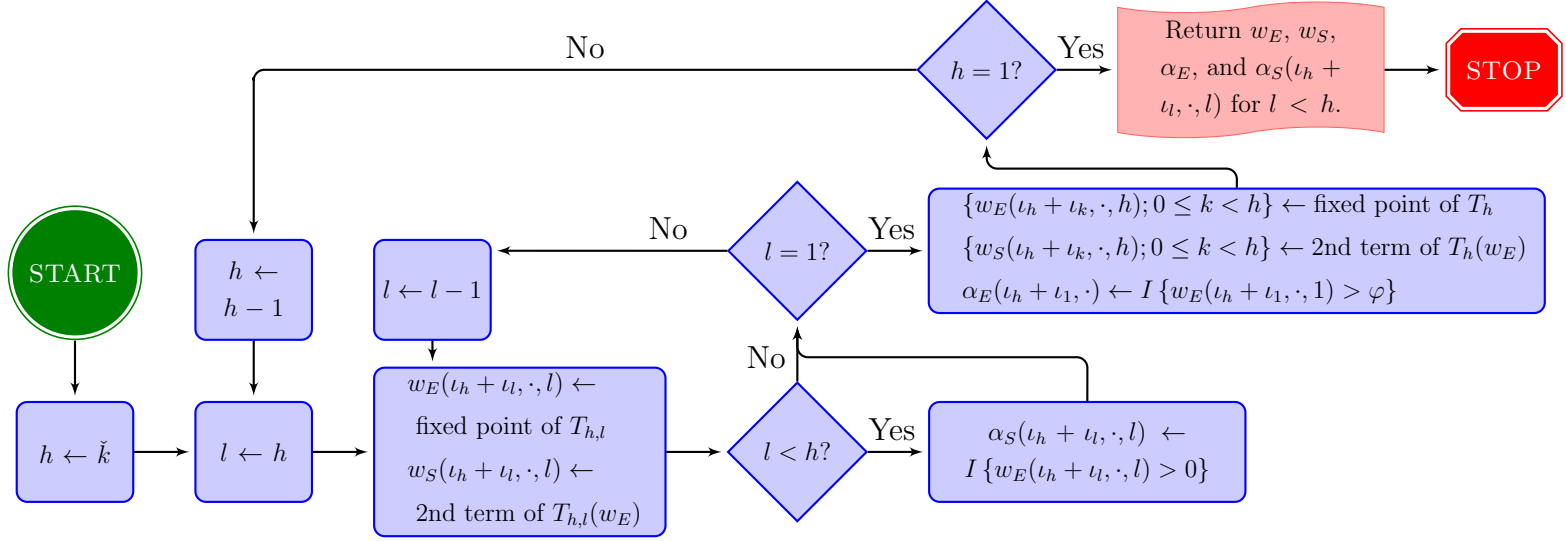 No
h = 1?
Yes
Return w_E, w_S,
α_E, and α_S(ι_h +
ι_l, ·, l) for l < h.
STOP
START
h ←
h − 1
l ← l − 1
No
l = 1?
Yes
{w_E(ι_h + ι_k, ·, h); 0 ≤ k < h} ← fixed point of T_h
{w_S(ι_h + ι_k, ·, h); 0 ≤ k < h} ← 2nd term of T_h(w_E)
α_E(ι_h + ι_1, ·) ← I {w_E(ι_h + ι_1, ·, 1) > φ}
h ← ǩ
l ← h
w_E(ι_h + ι_l, ·, l) ←
fixed point of T_{h,l}
w_S(ι_h + ι_l, ·, l) ←
2nd term of T_{h,l}(w_E)
No
l < h?
Yes
α_S(ι_h + ι_l, ·, l) ←
I {w_E(ι_h + ι_l, ·, l) > 0}